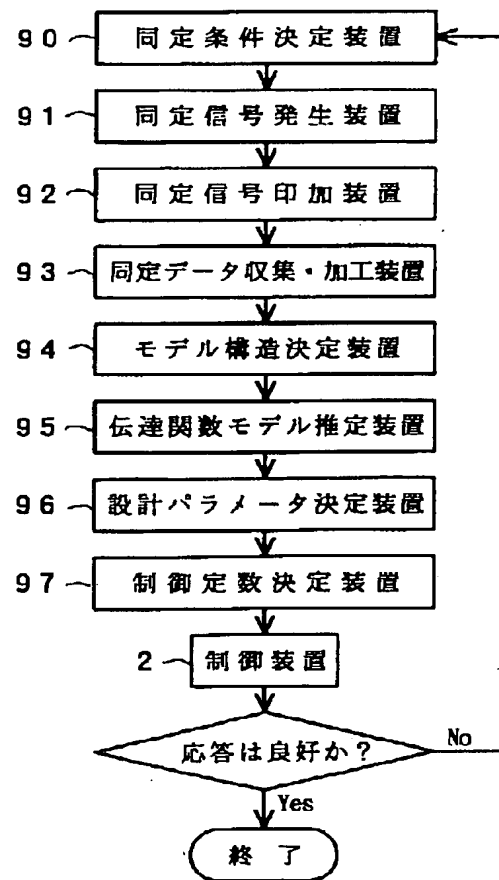 90 同定条件決定装置
91 同定信号発生装置
92 同定信号印加装置
93 同定データ収集・加工装置
94 モデル構造決定装置
95 伝達関数モデル推定装置
96 設計パラメータ決定装置
97 制御定数決定装置
2 制御装置
応答は良好か?
No
Yes
終了